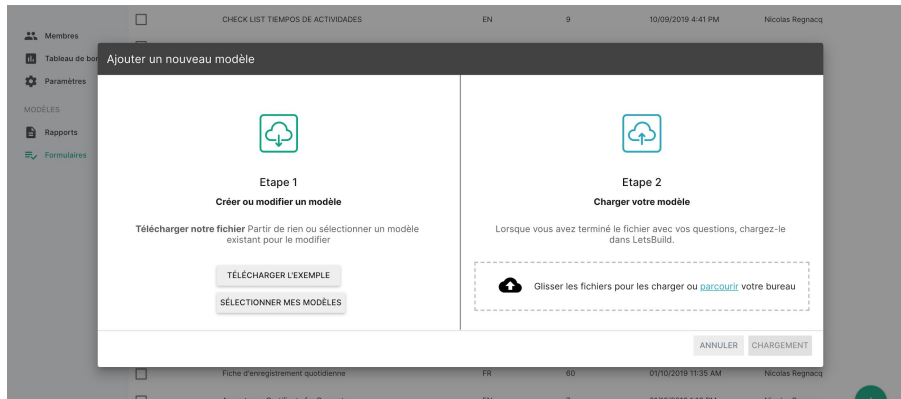 CHECK LIST TIEMPOS DE ACTIVIDADES EN 9 10/09/2019 4:41 PM Nicolas Regnacq
Membres
Tableau de bor
Paramètres
MODÈLES
Rapports
Formulaires
Ajouter un nouveau modèle
Etape 1
Créer ou modifier un modèle
Télécharger notre fichier Partir de rien ou sélectionner un modèle
existant pour le modifier
TÉLÉCHARGER L'EXEMPLE
SÉLECTIONNER MES MODÈLES
Etape 2
Charger votre modèle
Lorsque vous avez terminé le fichier avec vos questions, chargez-le
dans LetsBuild.
Glisser les fichiers pour les charger ou parcourir votre bureau
ANNULER CHARGEMENT
Fiche d'enregistrement quotidienne FR 60 01/10/2019 11:35 AM Nicolas Regnacq